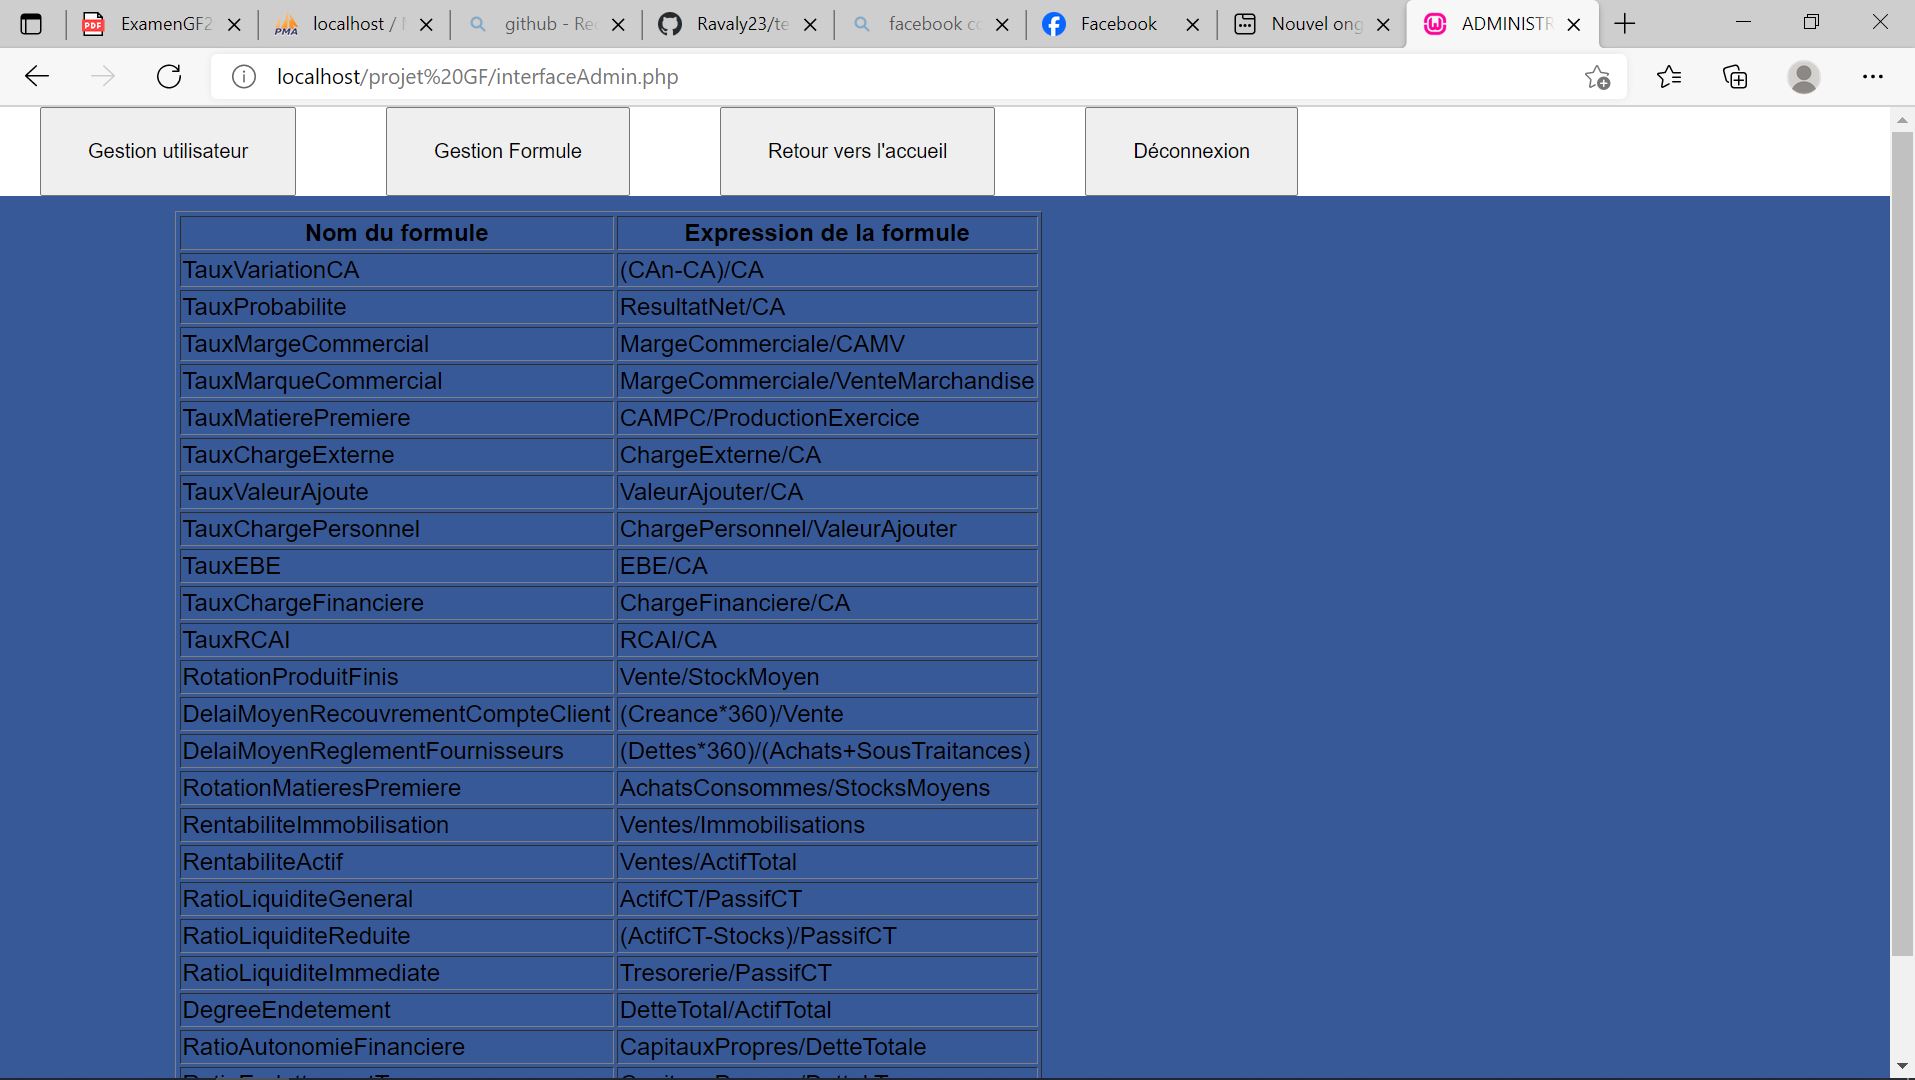 ExamenGF2
localhost /
github - Re
Ravaly23/te
facebook co
Facebook
Nouvel ong
ADMINISTR
localhost/projet%20GF/interfaceAdmin.php
Gestion utilisateur
Gestion Formule
Retour vers l'accueil
Déconnexion
Nom du formule Expression de la formule
TauxVariationCA (CAn-CA)/CA
TauxProbabilite ResultatNet/CA
TauxMargeCommercial MargeCommerciale/CAMV
TauxMarqueCommercial MargeCommerciale/VenteMarchandise
TauxMatierePremiere CAMPC/ProductionExercice
TauxChargeExterne ChargeExterne/CA
TauxValeurAjoute ValeurAjouter/CA
TauxChargePersonnel ChargePersonnel/ValeurAjouter
TauxEBE EBE/CA
TauxChargeFinanciere ChargeFinanciere/CA
TauxRCAI RCAI/CA
RotationProduitFinis Vente/StockMoyen
DelaiMoyenRecouvrementCompteClient (Creance*360)/Vente
DelaiMoyenReglementFournisseurs (Dettes*360)/(Achats+SousTraitances)
RotationMatieresPremiere AchatsConsommes/StocksMoyens
RentabiliteImmobilisation Ventes/Immobilisations
RentabiliteActif Ventes/ActifTotal
RatioLiquiditeGeneral ActifCT/PassifCT
RatioLiquiditeReduite (ActifCT-Stocks)/PassifCT
RatioLiquiditeImmediate Tresorerie/PassifCT
DegreeEndetement DetteTotal/ActifTotal
RatioAutonomieFinanciere CapitauxPropres/DetteTotale